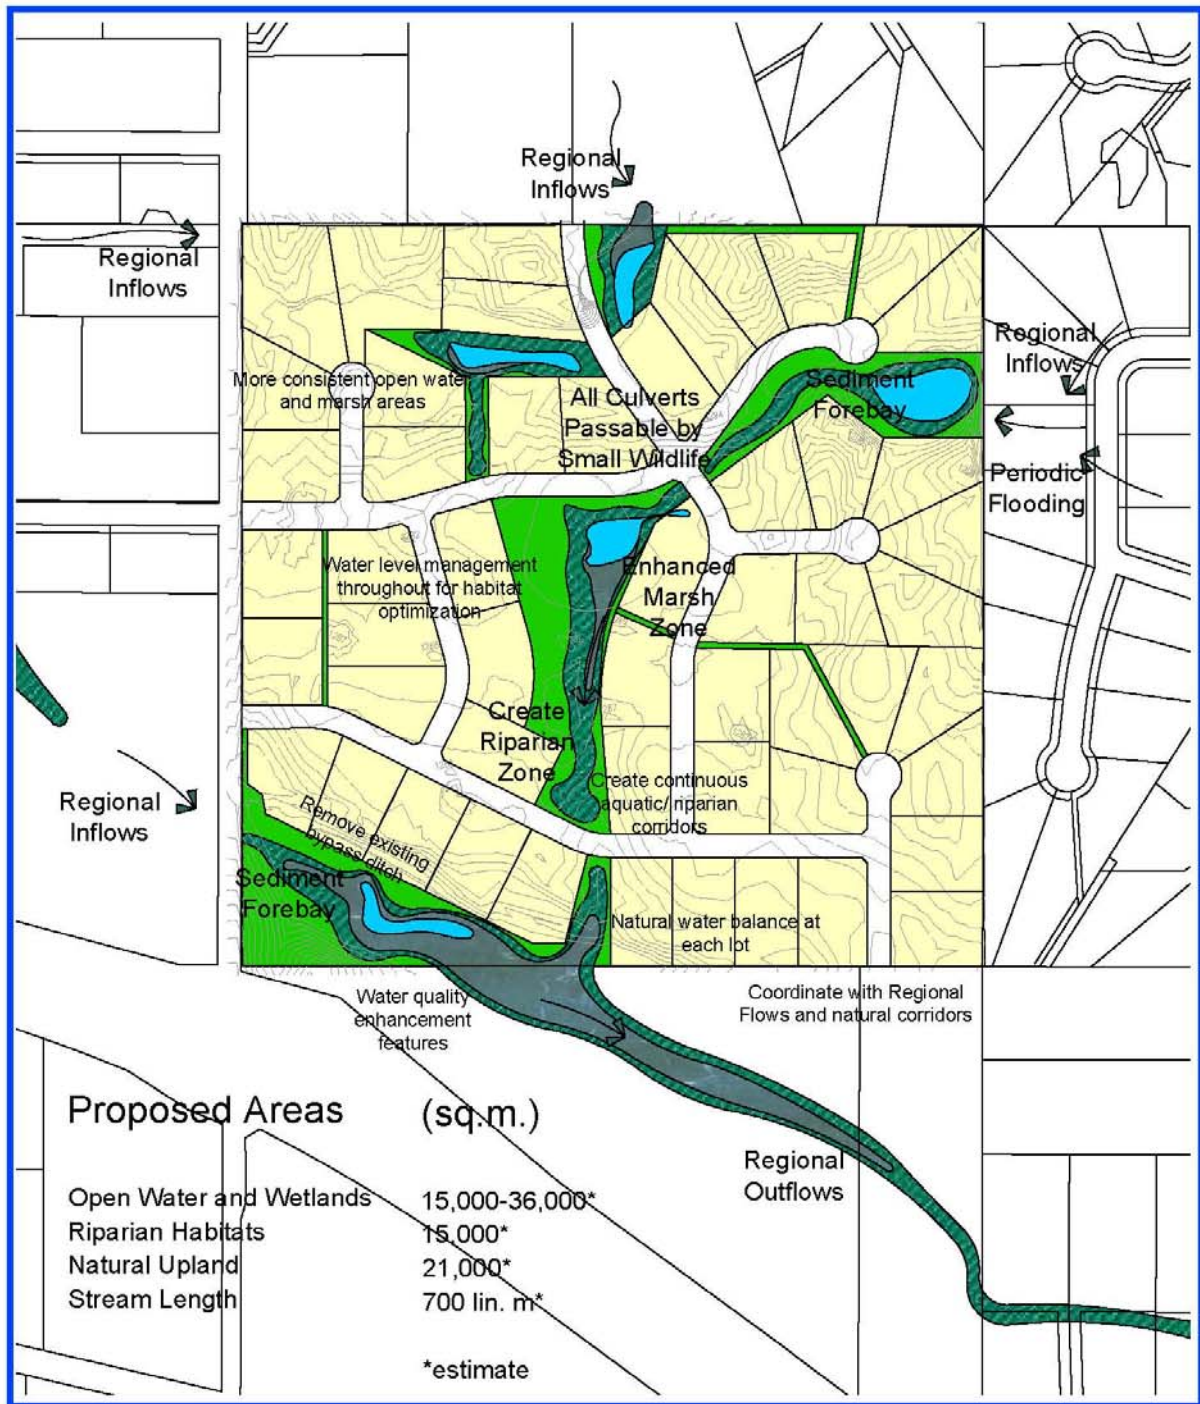 Regional
Inflows
Regional
Inflows
Regional
Inflows
More consistent open water
and marsh areas
All Culverts
Passable by
Small Wildlife
Sediment
Forebay
Periodic
Flooding
Water level management
throughout for habitat
optimization
Enhanced
Marsh
Zone
Create
Riparian
Zone
Create continuous
aquatic/riparian
corridors
Regional
Inflows
Remove existing
bypass ditch
Sediment
Forebay
Natural water balance at
each lot
Water quality
enhancement
features
Coordinate with Regional
Flows and natural corridors
Regional
Outflows
Proposed Areas (sq.m.)
Open Water and Wetlands 15,000-36,000*
Riparian Habitats 15,000*
Natural Upland 21,000*
Stream Length 700 lin. m*
*estimate